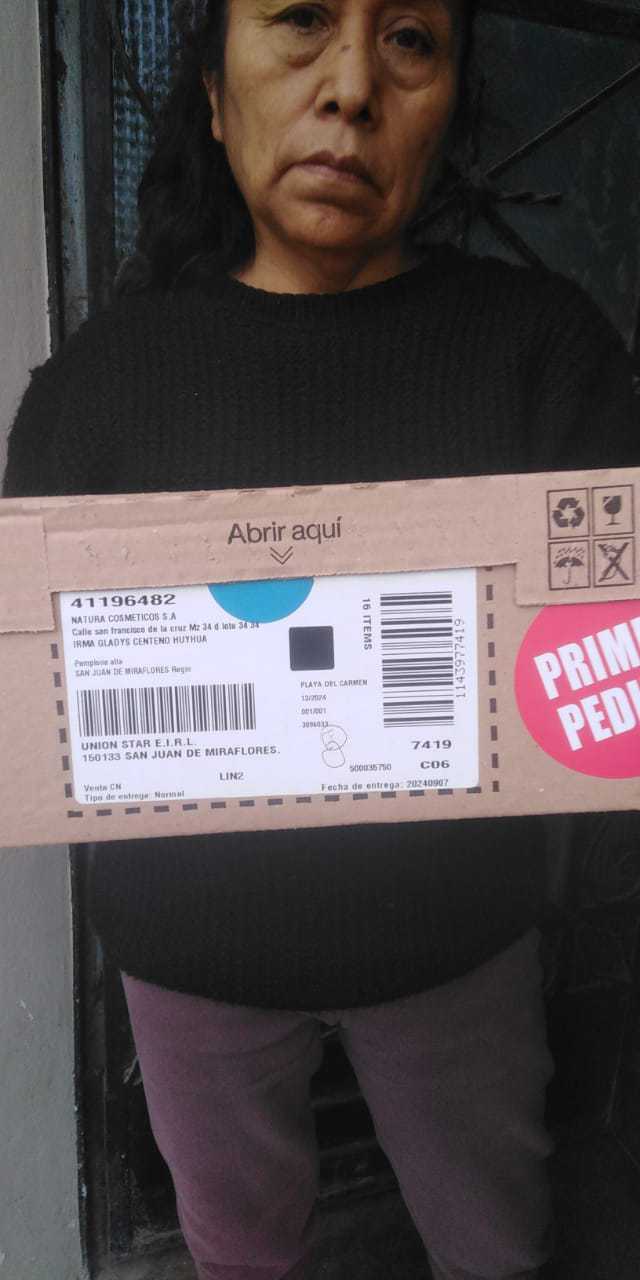 Abrir aquí
41196482
NATURA COSMETICOS S.A
Calle san francisco de la cruz Mz 34 d lote 34 34
IRMA GLADYS CENTENO HUYHUA
Pamplona alta
SAN JUAN DE MIRAFLORES Regin
16 ITEMS
1143977419
PLAYA DEL CARMEN
13/2024
001/001
UNION STAR E.I.R.L.
150133 SAN JUAN DE MIRAFLORES.
LIN2
7419
C06
Venta CN
Tipo de entrega: Normal
Fecha de entrega: 20240907
PRIM
PEDI